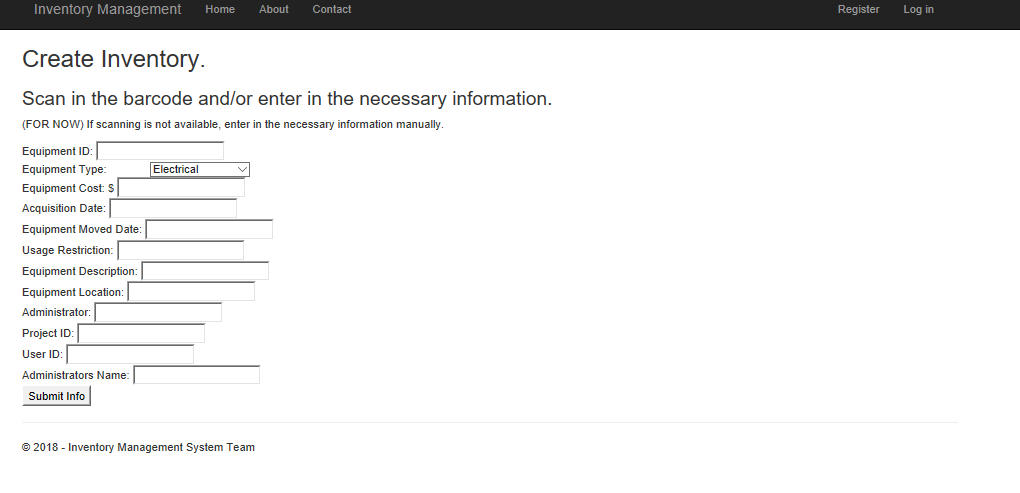 Inventory Management Home About Contact Register Log in
Create Inventory.
Scan in the barcode and/or enter in the necessary information.
(FOR NOW) If scanning is not available, enter in the necessary information manually.
Equipment ID:
Equipment Type: Electrical
Equipment Cost: $
Acquisition Date:
Equipment Moved Date:
Usage Restriction:
Equipment Description:
Equipment Location:
Administrator:
Project ID:
User ID:
Administrators Name:
Submit Info
© 2018 - Inventory Management System Team